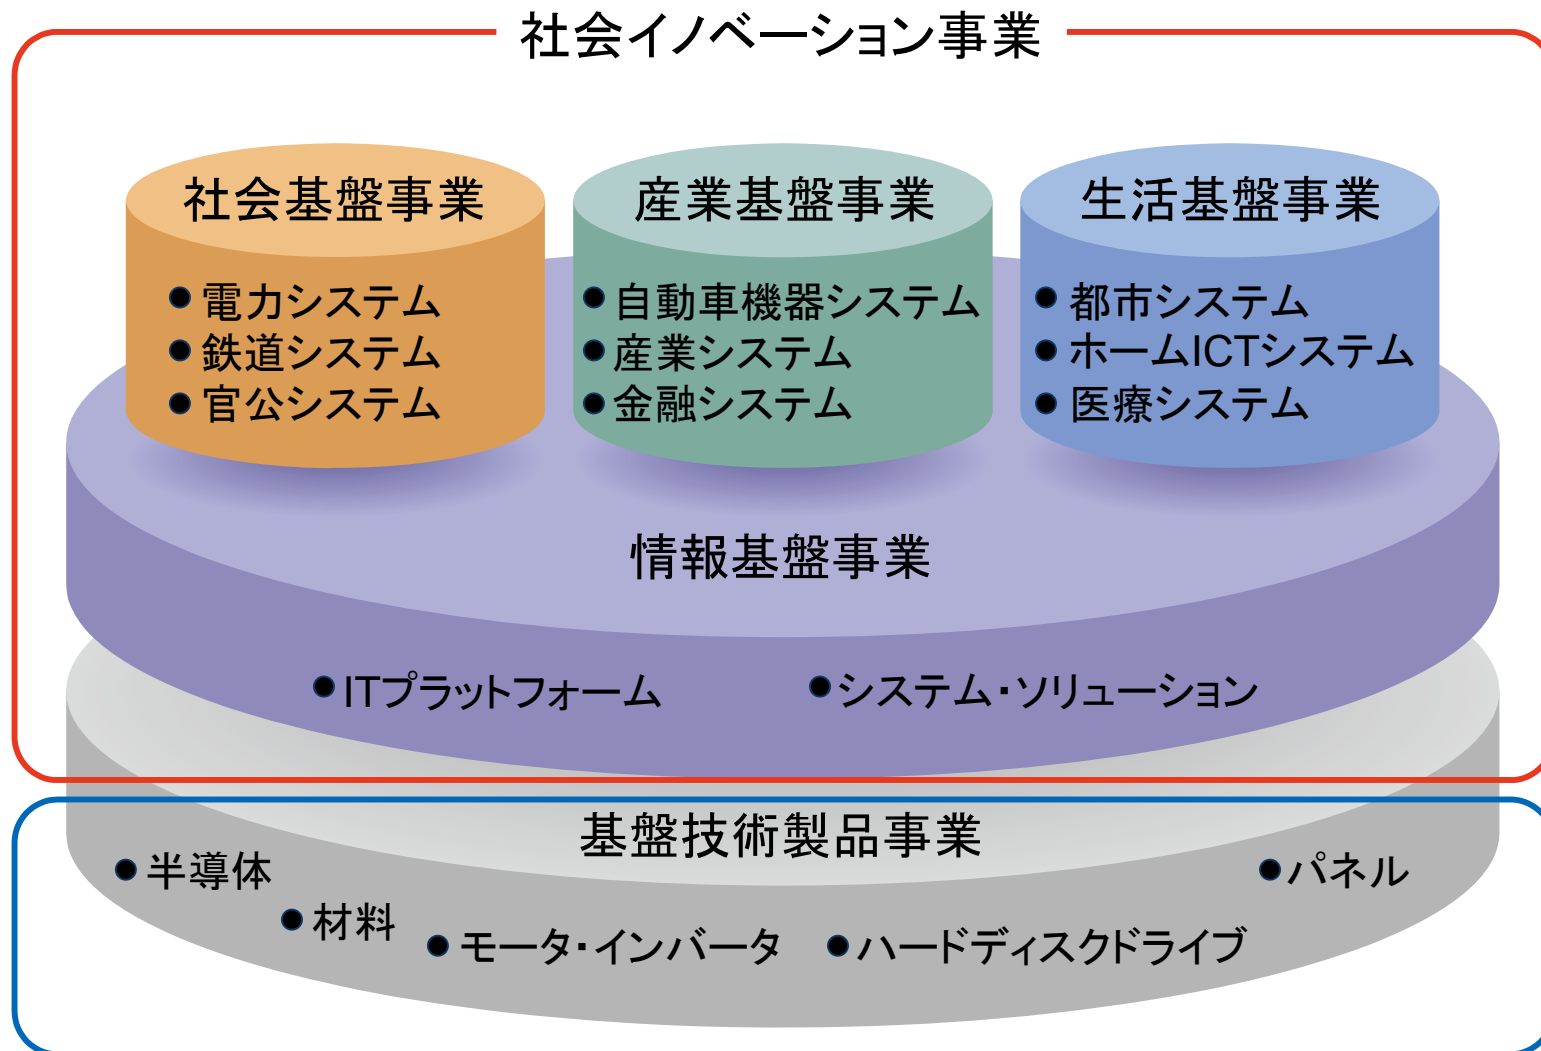 社会イノベーション事業
社会基盤事業
● 電力システム
● 鉄道システム
● 官公システム
産業基盤事業
● 自動車機器システム
● 産業システム
● 金融システム
生活基盤事業
● 都市システム
● ホームICTシステム
● 医療システム
情報基盤事業
● ITプラットフォーム
● システム・ソリューション
基盤技術製品事業
● 半導体
● 材料
● モータ・インバータ
● ハードディスクドライブ
● パネル